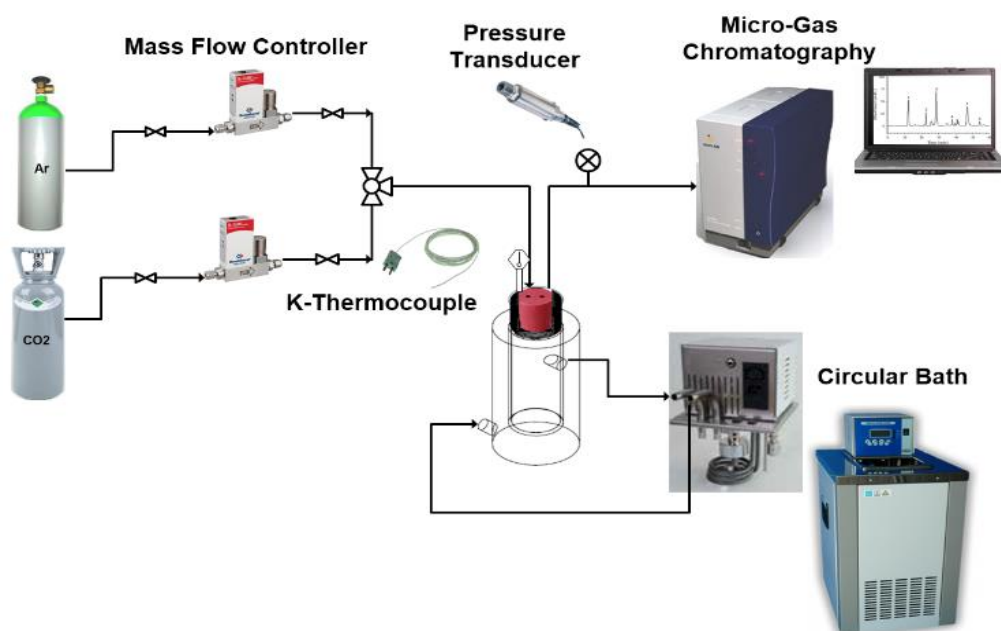 Mass Flow Controller
Pressure
Transducer
Micro-Gas
Chromatography
Ar
K-Thermocouple
CO2
Circular Bath